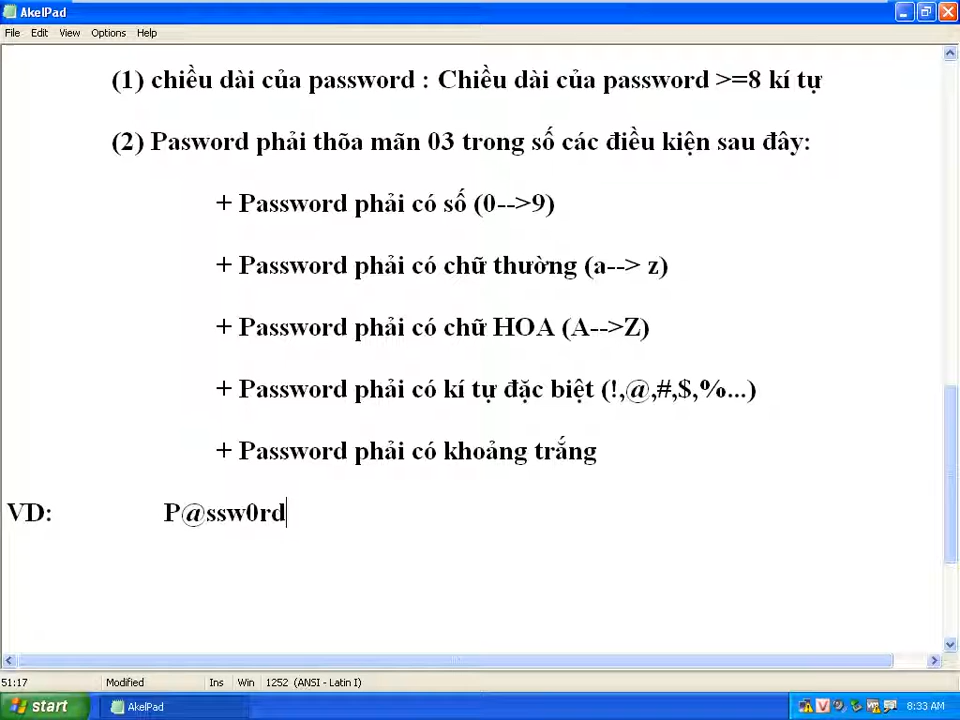 AkelPad
File Edit View Options Help
(1) chiều dài của password : Chiều dài của password >=8 kí tự
(2) Pasword phải thõa mãn 03 trong số các điều kiện sau đây:
+ Password phải có số (0-->9)
+ Password phải có chữ thường (a--> z)
+ Password phải có chữ HOA (A-->Z)
+ Password phải có kí tự đặc biệt (!,@,#,$,%...)
+ Password phải có khoảng trắng
VD: P@ssw0rd
51:17 Modified Ins Win 1252 (ANSI - Latin I)
start AkelPad V 8:33 AM